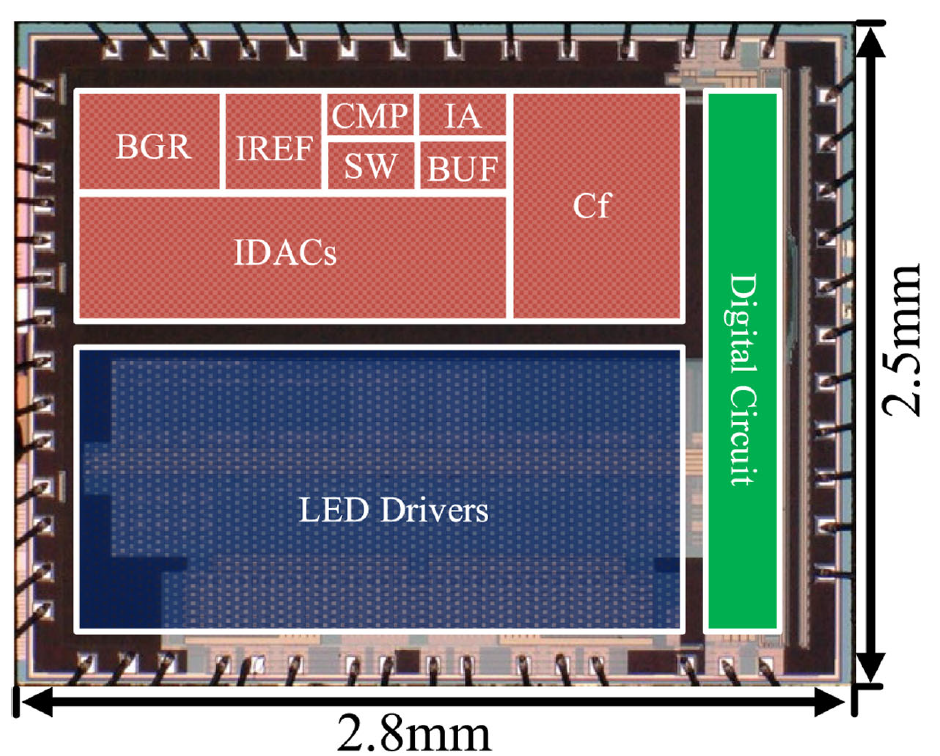 BGR
IREF
CMP
IA
SW
BUF
Cf
IDACs
Digital Circuit
LED Drivers
2.5mm
2.8mm